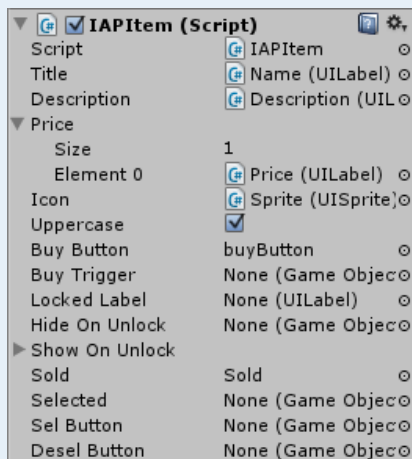 IAPItem (Script)
Script IAPItem
Title Name (UILabel)
Description Description (UIL
Price
Size 1
Element 0 Price (UILabel)
Icon Sprite (UISprite)
Uppercase
Buy Button buyButton
Buy Trigger None (Game Objec
Locked Label None (UILabel)
Hide On Unlock None (Game Objec
Show On Unlock
Sold Sold
Selected None (Game Objec
Sel Button None (Game Objec
Desel Button None (Game Objec